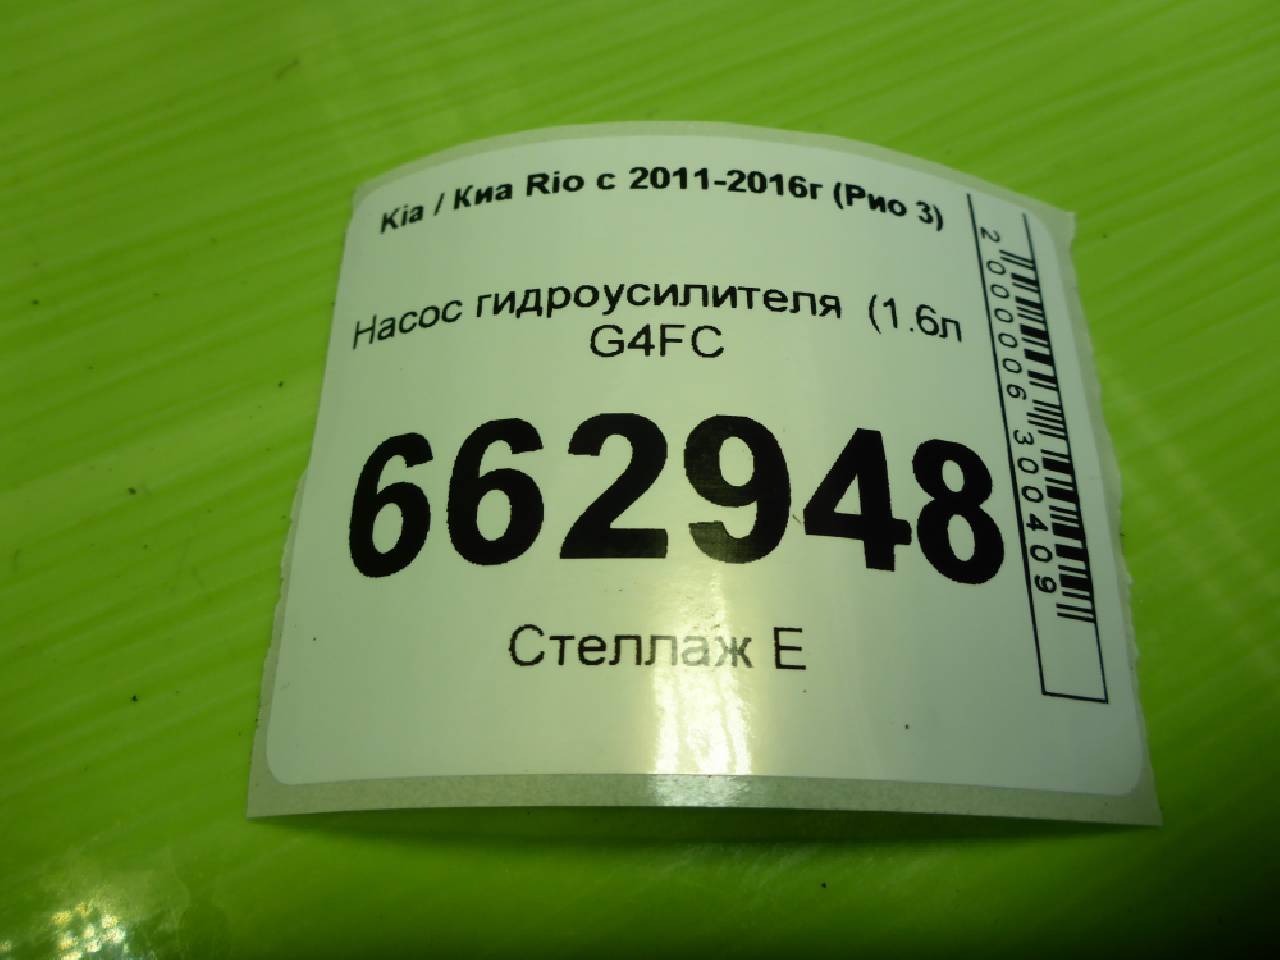 Kia / Киа Rio с 2011-2016г (Рио 3)
Насос гидроусилителя (1.6л
G4FC
662948
Стеллаж Е
2000006300409